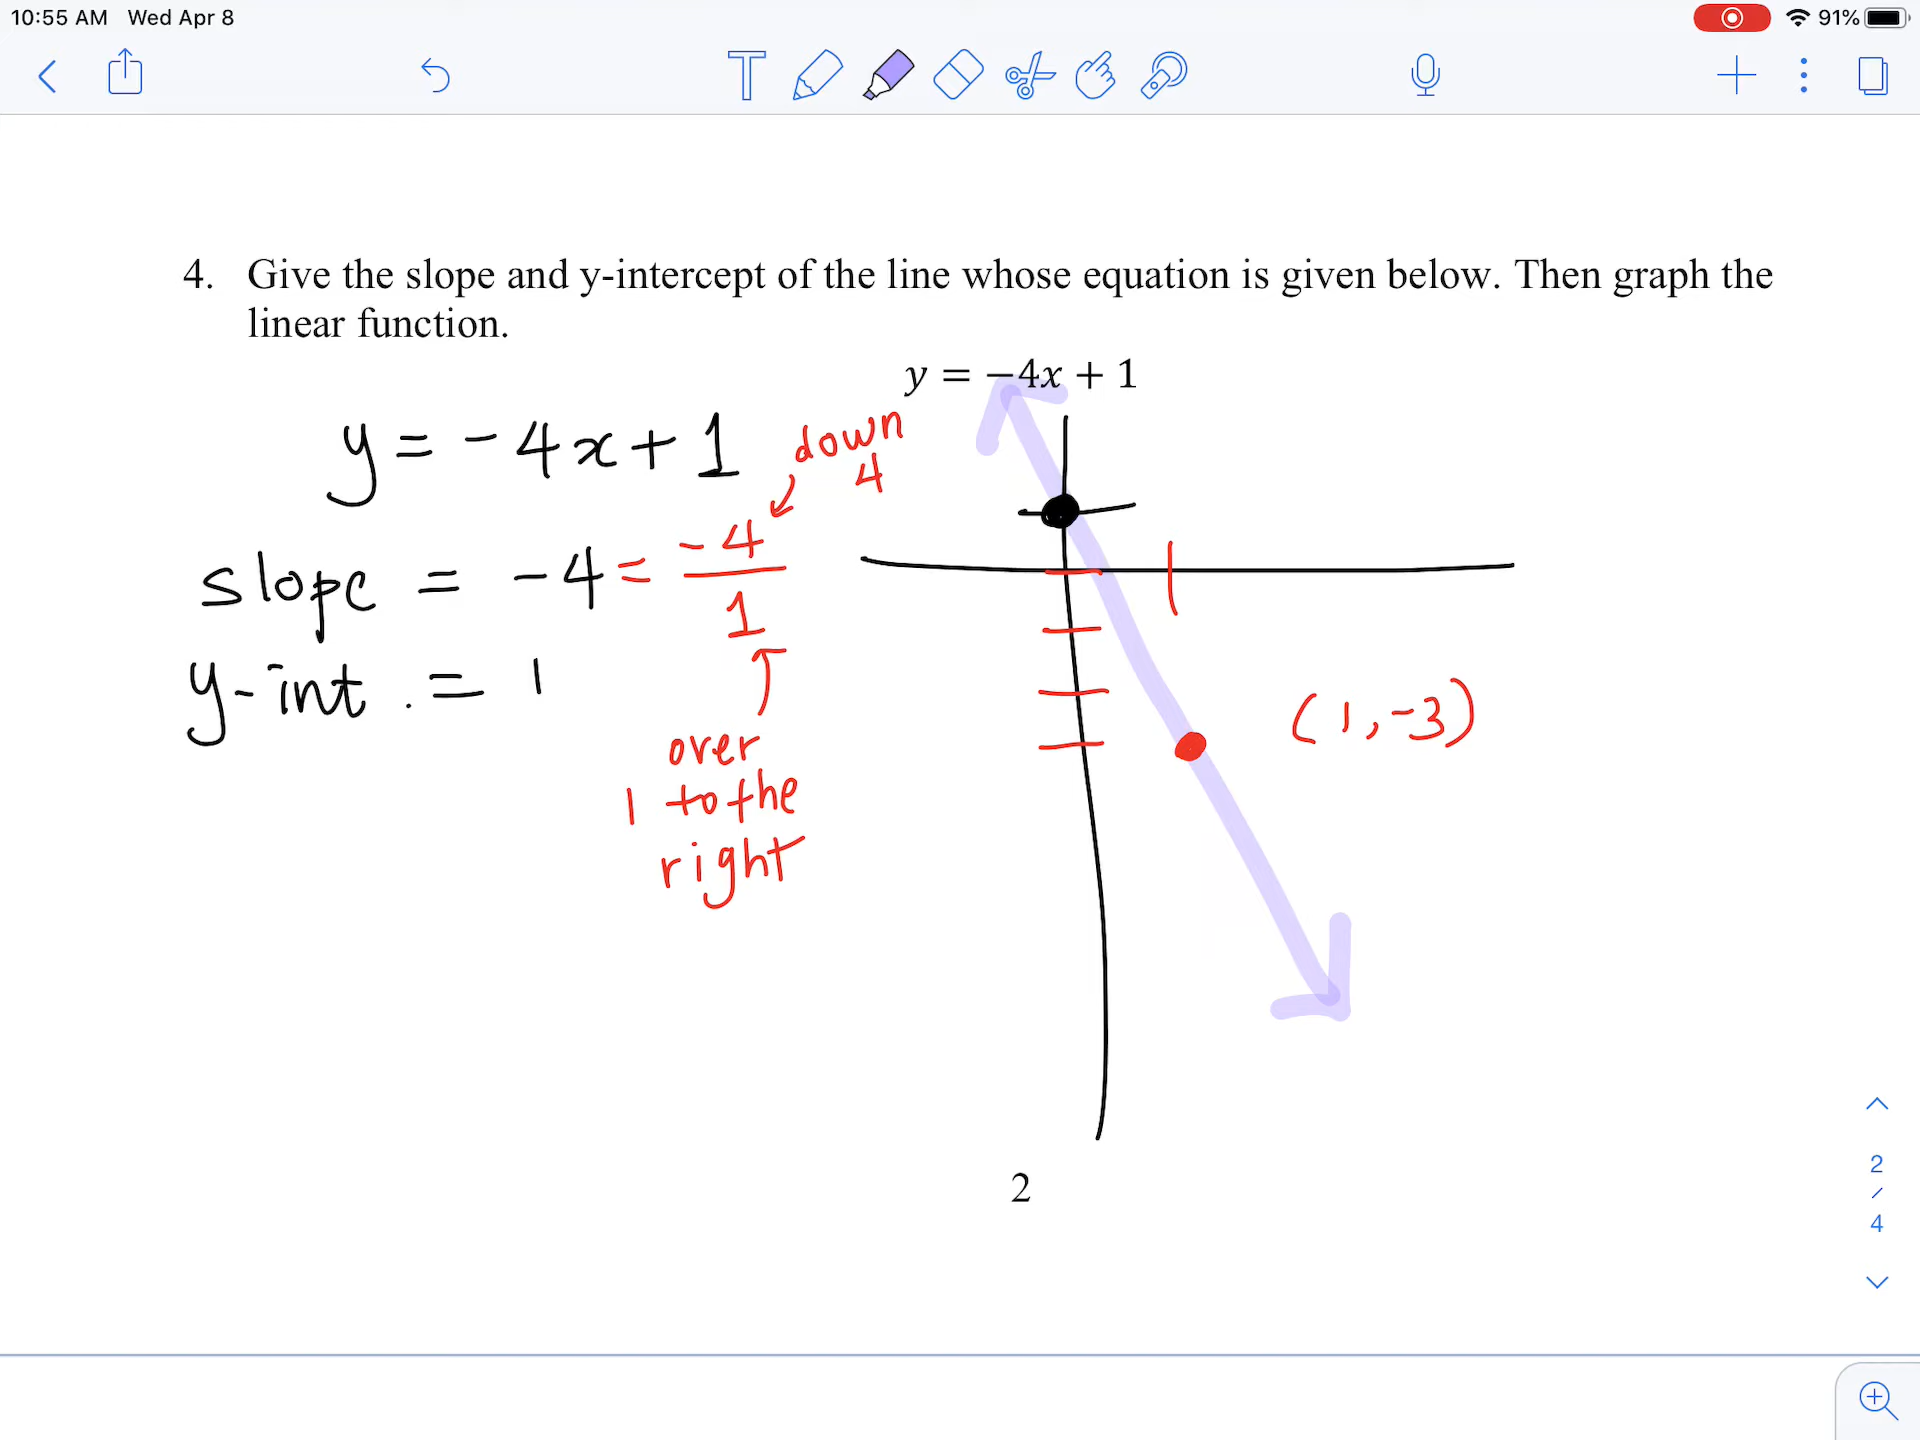 10:55 AM Wed Apr 8
91%
T
4. Give the slope and y-intercept of the line whose equation is given below. Then graph the
linear function.
y = −4x + 1
y = -4x+1
down
4
slope = -4 = -4/1
y-int. = 1
over
1 to the
right
(1,-3)
2
2
/
4